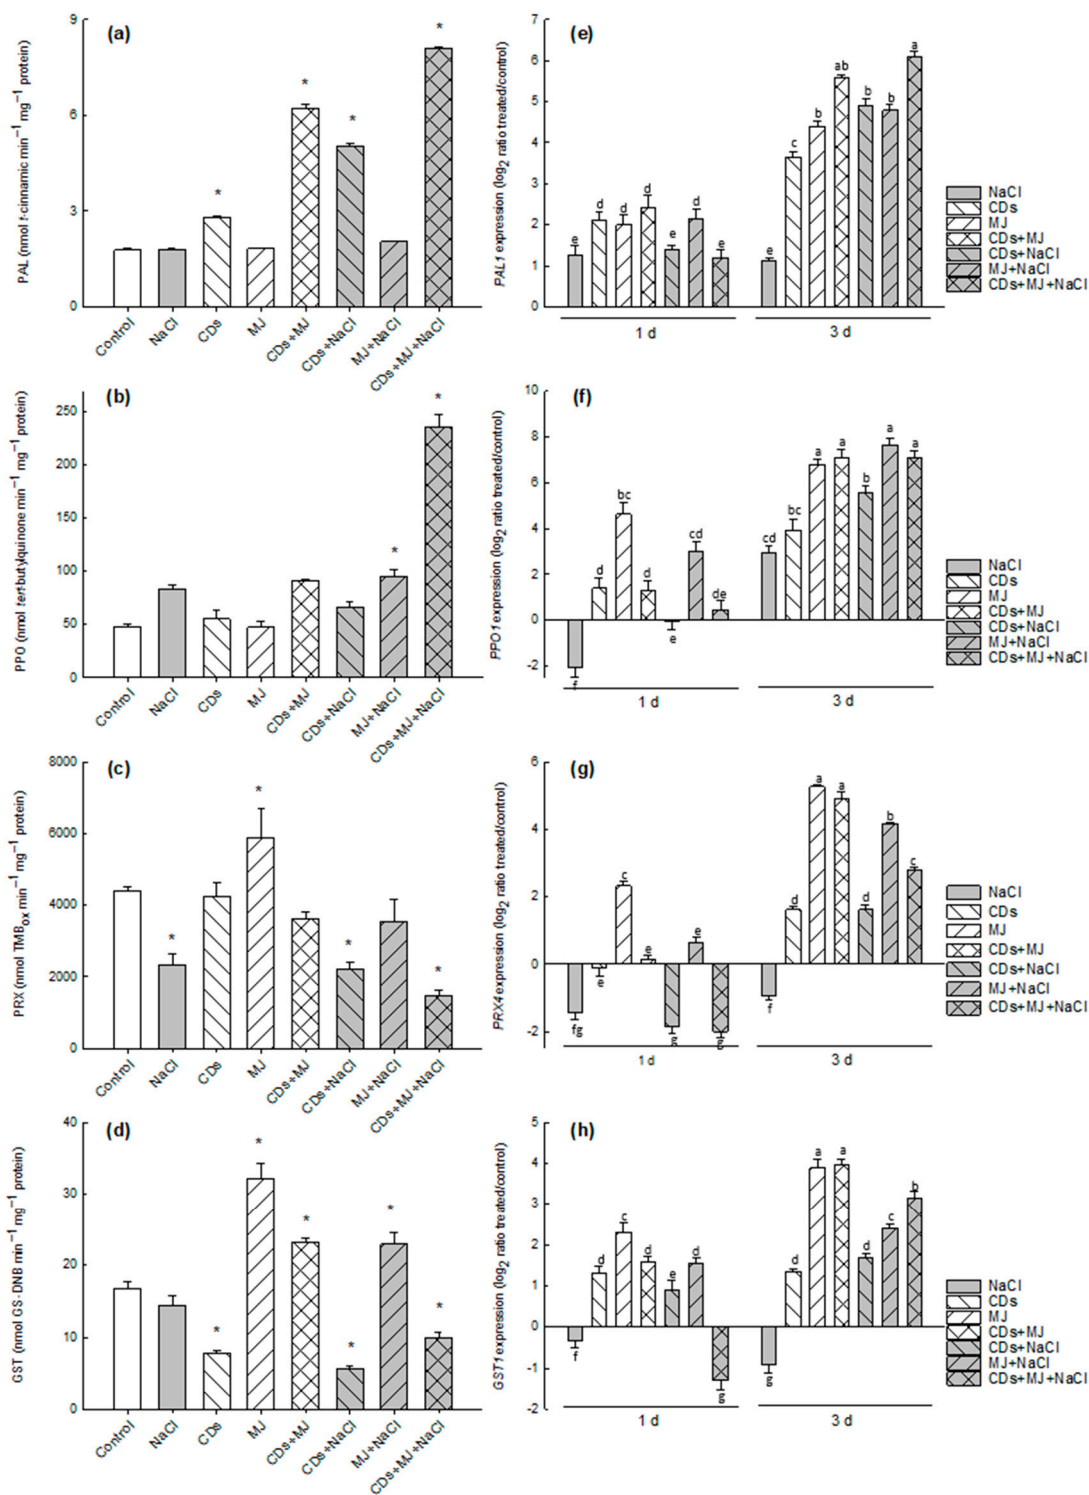 (a)
PAL (nmol t-cinnamic min−1 mg−1 protein)
9
6
3
0
*
*
*
*
Control
NaCl
CDs
MJ
CDs+MJ
CDs+NaCl
MJ+NaCl
CDs+MJ+NaCl
(e)
PAL1 expression (log2 ratio treated/control)
7
6
5
4
3
2
1
0
e d d d e d e
e c b ab b b a
1 d
3 d
NaCl
CDs
MJ
CDs+MJ
CDs+NaCl
MJ+NaCl
CDs+MJ+NaCl
(b)
PPO (nmol tert-butylquinone min−1 mg−1 protein)
250
200
150
100
50
0
*
*
Control
NaCl
CDs
MJ
CDs+MJ
CDs+NaCl
MJ+NaCl
CDs+MJ+NaCl
(f)
PPO1 expression (log2 ratio treated/control)
10
8
6
4
2
0
-2
f d bc d e cd de
cd bc a a b a a
1 d
3 d
NaCl
CDs
MJ
CDs+MJ
CDs+NaCl
MJ+NaCl
CDs+MJ+NaCl
(c)
PRX (nmol TMBox min−1 mg−1 protein)
8000
6000
4000
2000
0
*
*
*
*
Control
NaCl
CDs
MJ
CDs+MJ
CDs+NaCl
MJ+NaCl
CDs+MJ+NaCl
(g)
PRX4 expression (log2 ratio treated/control)
6
4
2
0
-2
fg e c e g e g
f d a a d b c
1 d
3 d
NaCl
CDs
MJ
CDs+MJ
CDs+NaCl
MJ+NaCl
CDs+MJ+NaCl
(d)
GST (nmol GS-DNB min−1 mg−1 protein)
40
30
20
10
0
*
*
*
*
*
*
Control
NaCl
CDs
MJ
CDs+MJ
CDs+NaCl
MJ+NaCl
CDs+MJ+NaCl
(h)
GST1 expression (log2 ratio treated/control)
5
4
3
2
1
0
-1
-2
f d c d e d g
g d a a d c b
1 d
3 d
NaCl
CDs
MJ
CDs+MJ
CDs+NaCl
MJ+NaCl
CDs+MJ+NaCl